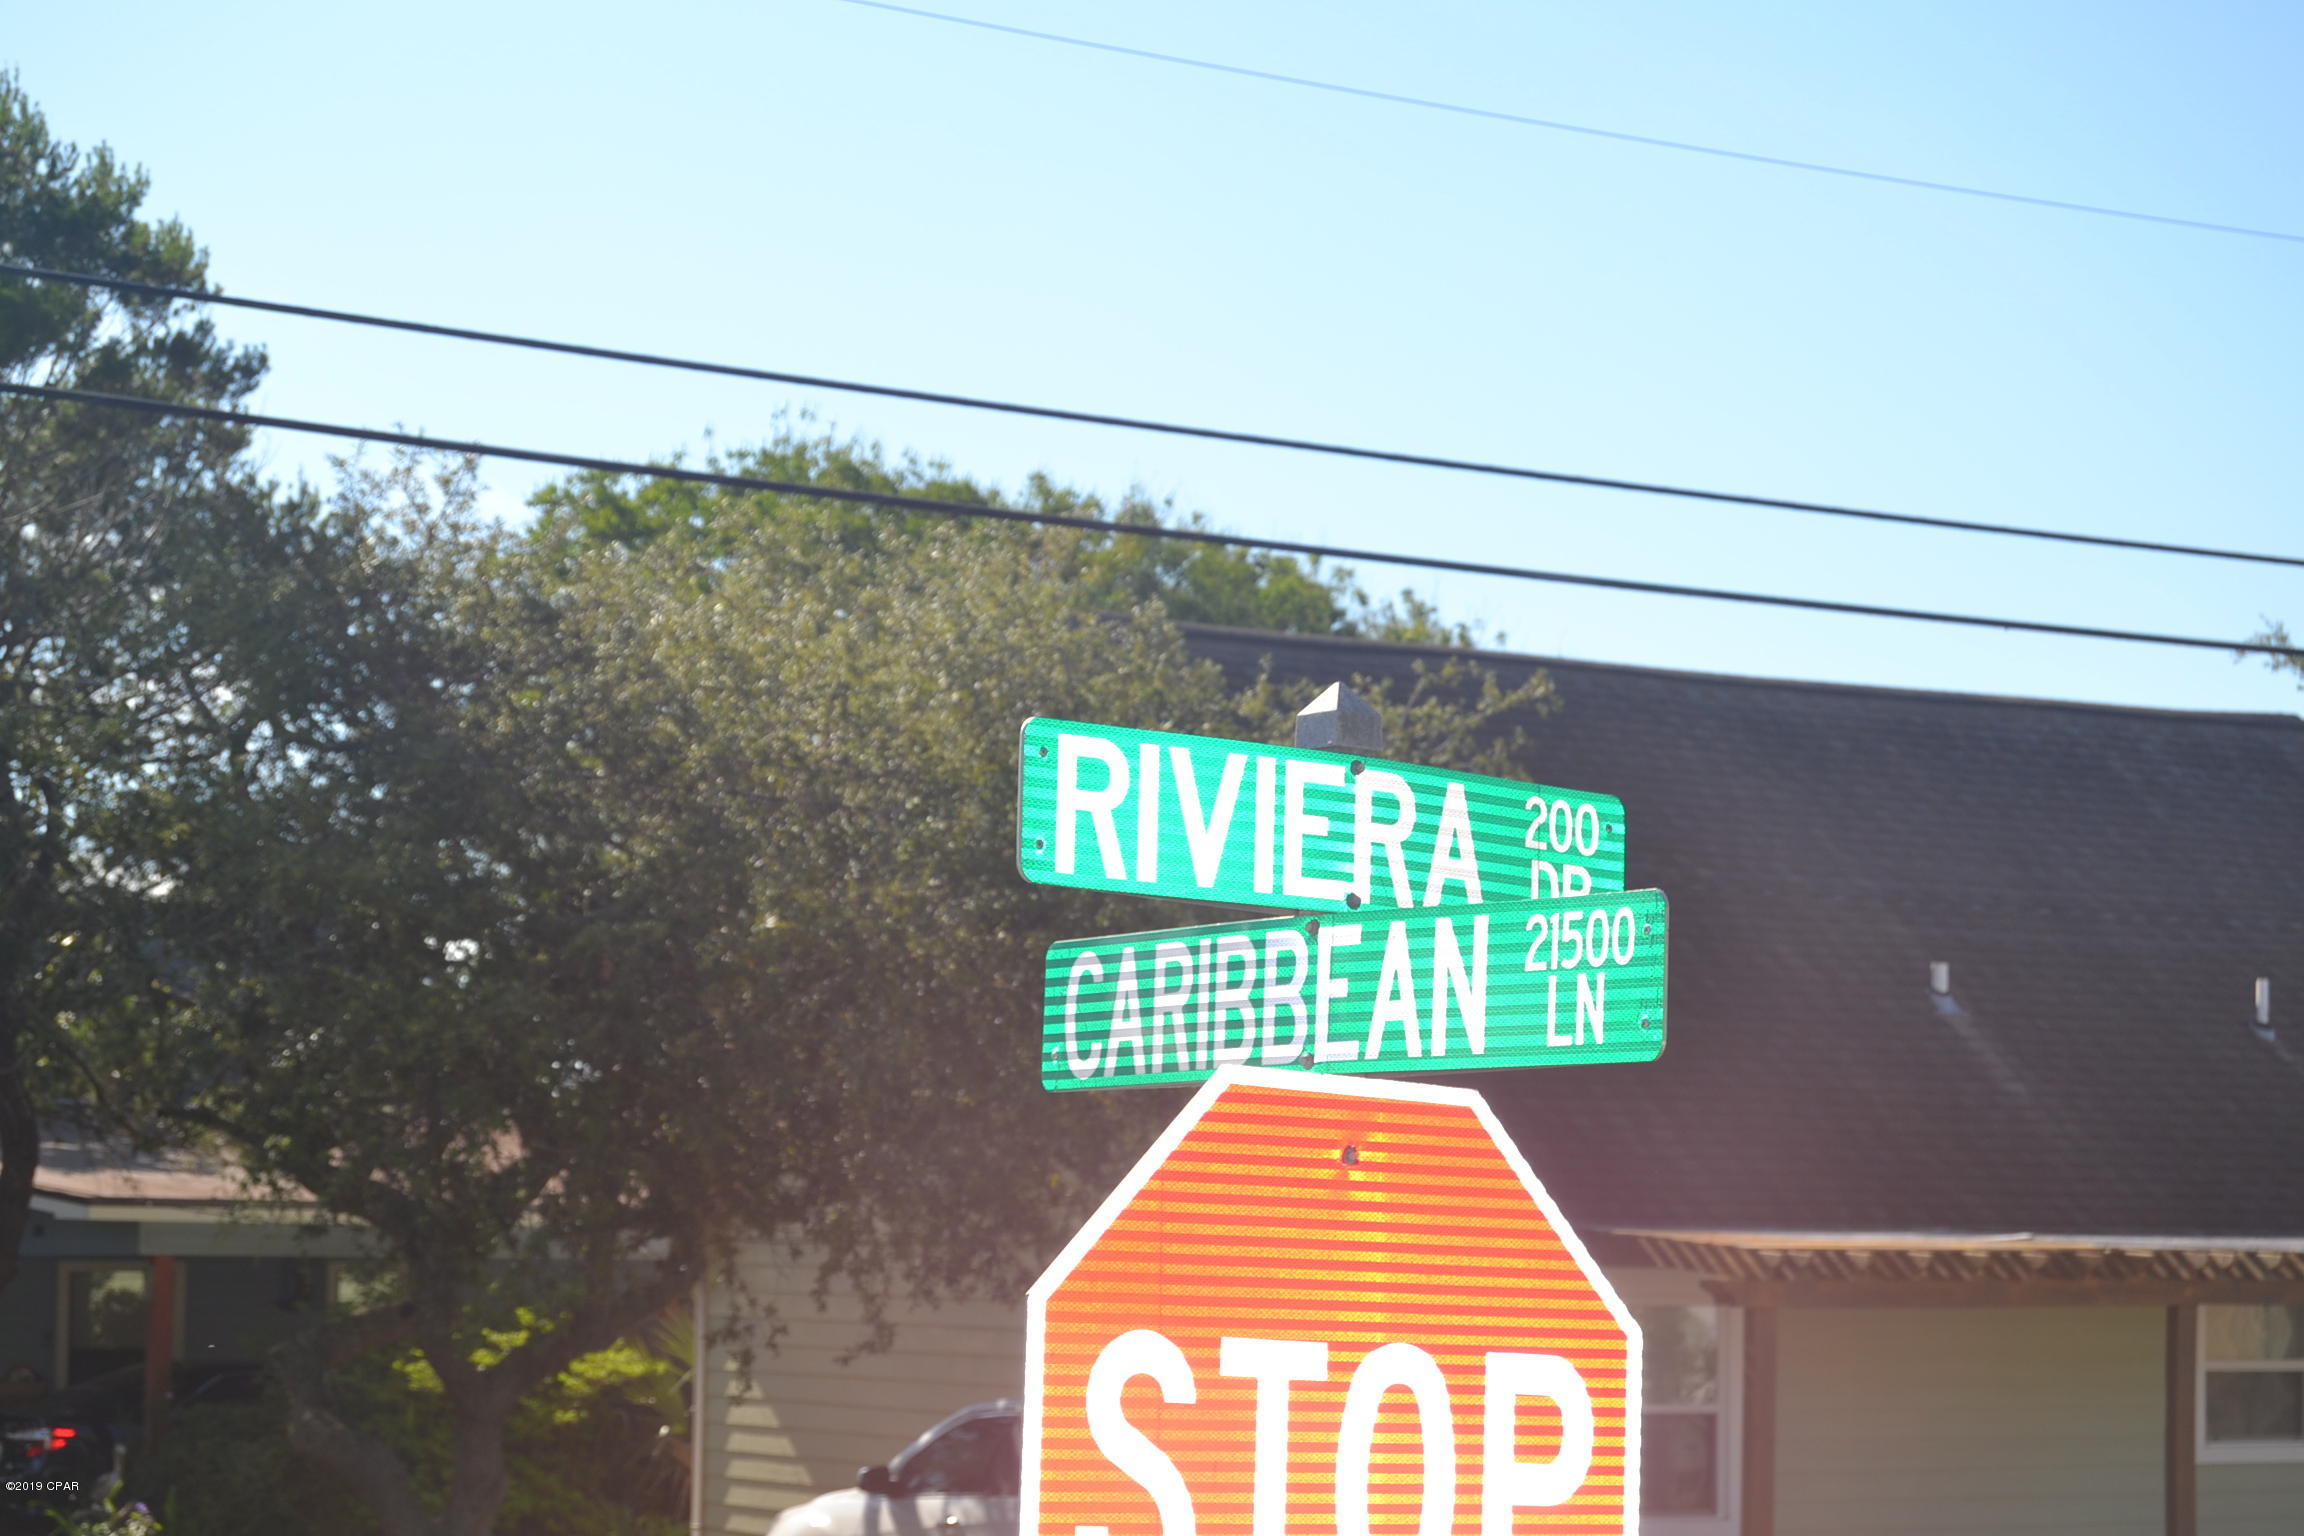 RIVIERA 200
DR
CARIBBEAN 21500
LN
STOP
©2019 CPAR